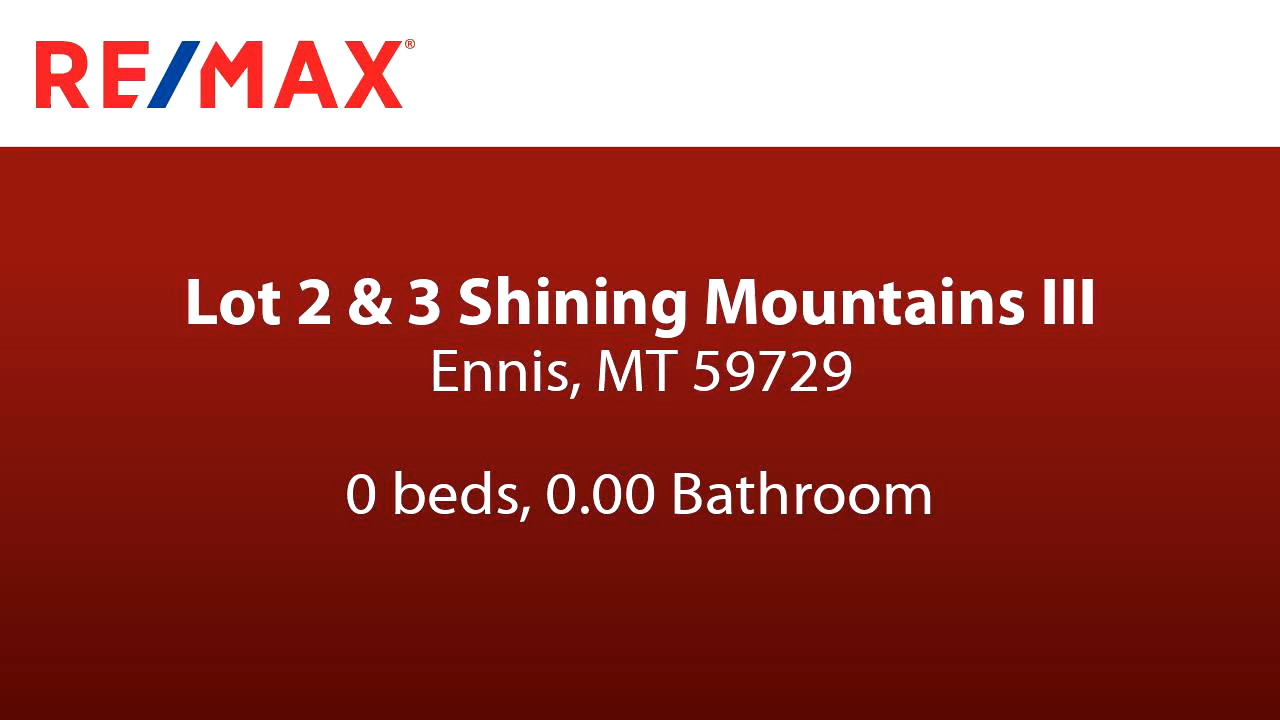 RE/MAX®
Lot 2 & 3 Shining Mountains III
Ennis, MT 59729
0 beds, 0.00 Bathroom